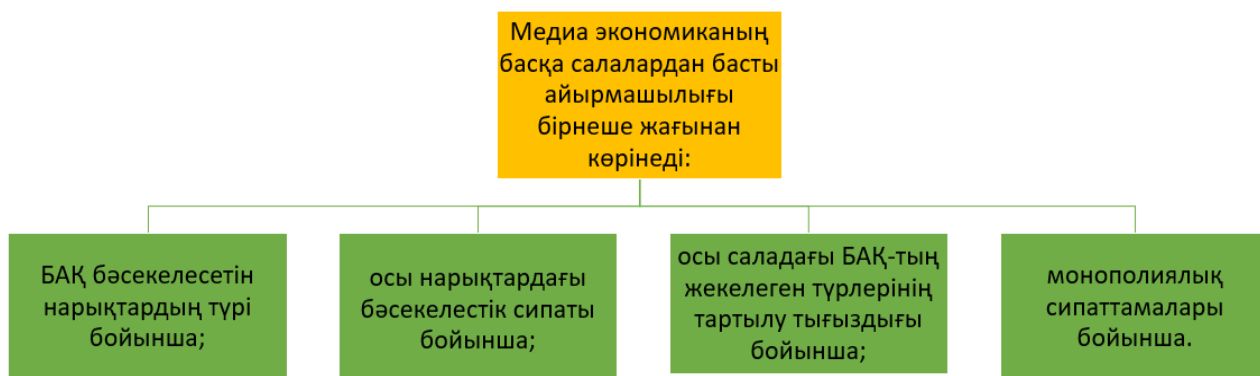 Медиа экономиканың
басқа салалардан басты
айырмашылығы
бірнеше жағынан
көрінеді:
БАҚ бәсекелесетін
нарықтардың түрі
бойынша;
осы нарықтардағы
бәсекелестік сипаты
бойынша;
осы саладағы БАҚ-тың
жекелеген түрлерінің
тартылу тығыздығы
бойынша;
монополиялық
сипаттамалары
бойынша.